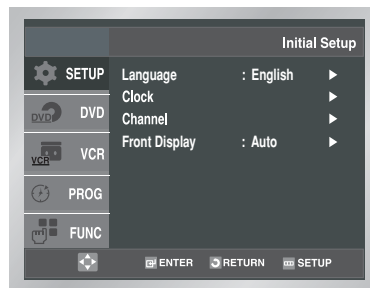 Initial Setup
SETUP
Language : English ►
Clock ►
Channel ►
Front Display : Auto ►
DVD DVD
VCR VCR
PROG
FUNC
ENTER RETURN SETUP